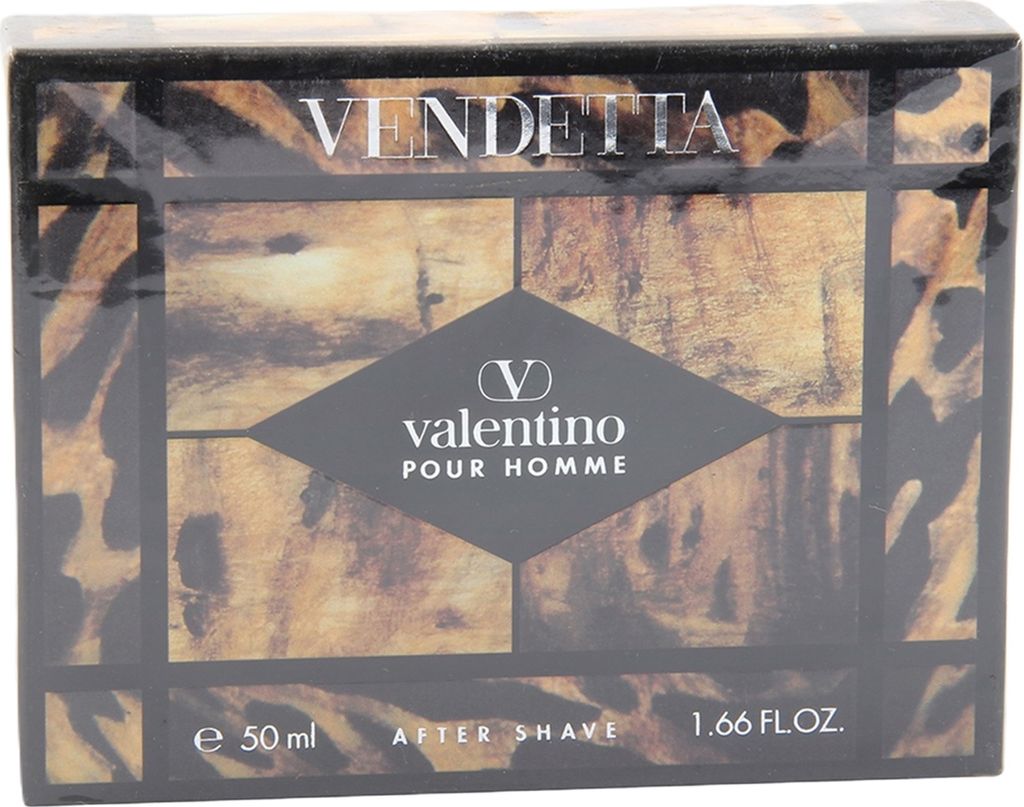 VENDETTA
V
valentino
POUR HOMME
℮ 50 ml AFTER SHAVE 1.66 FL.OZ.